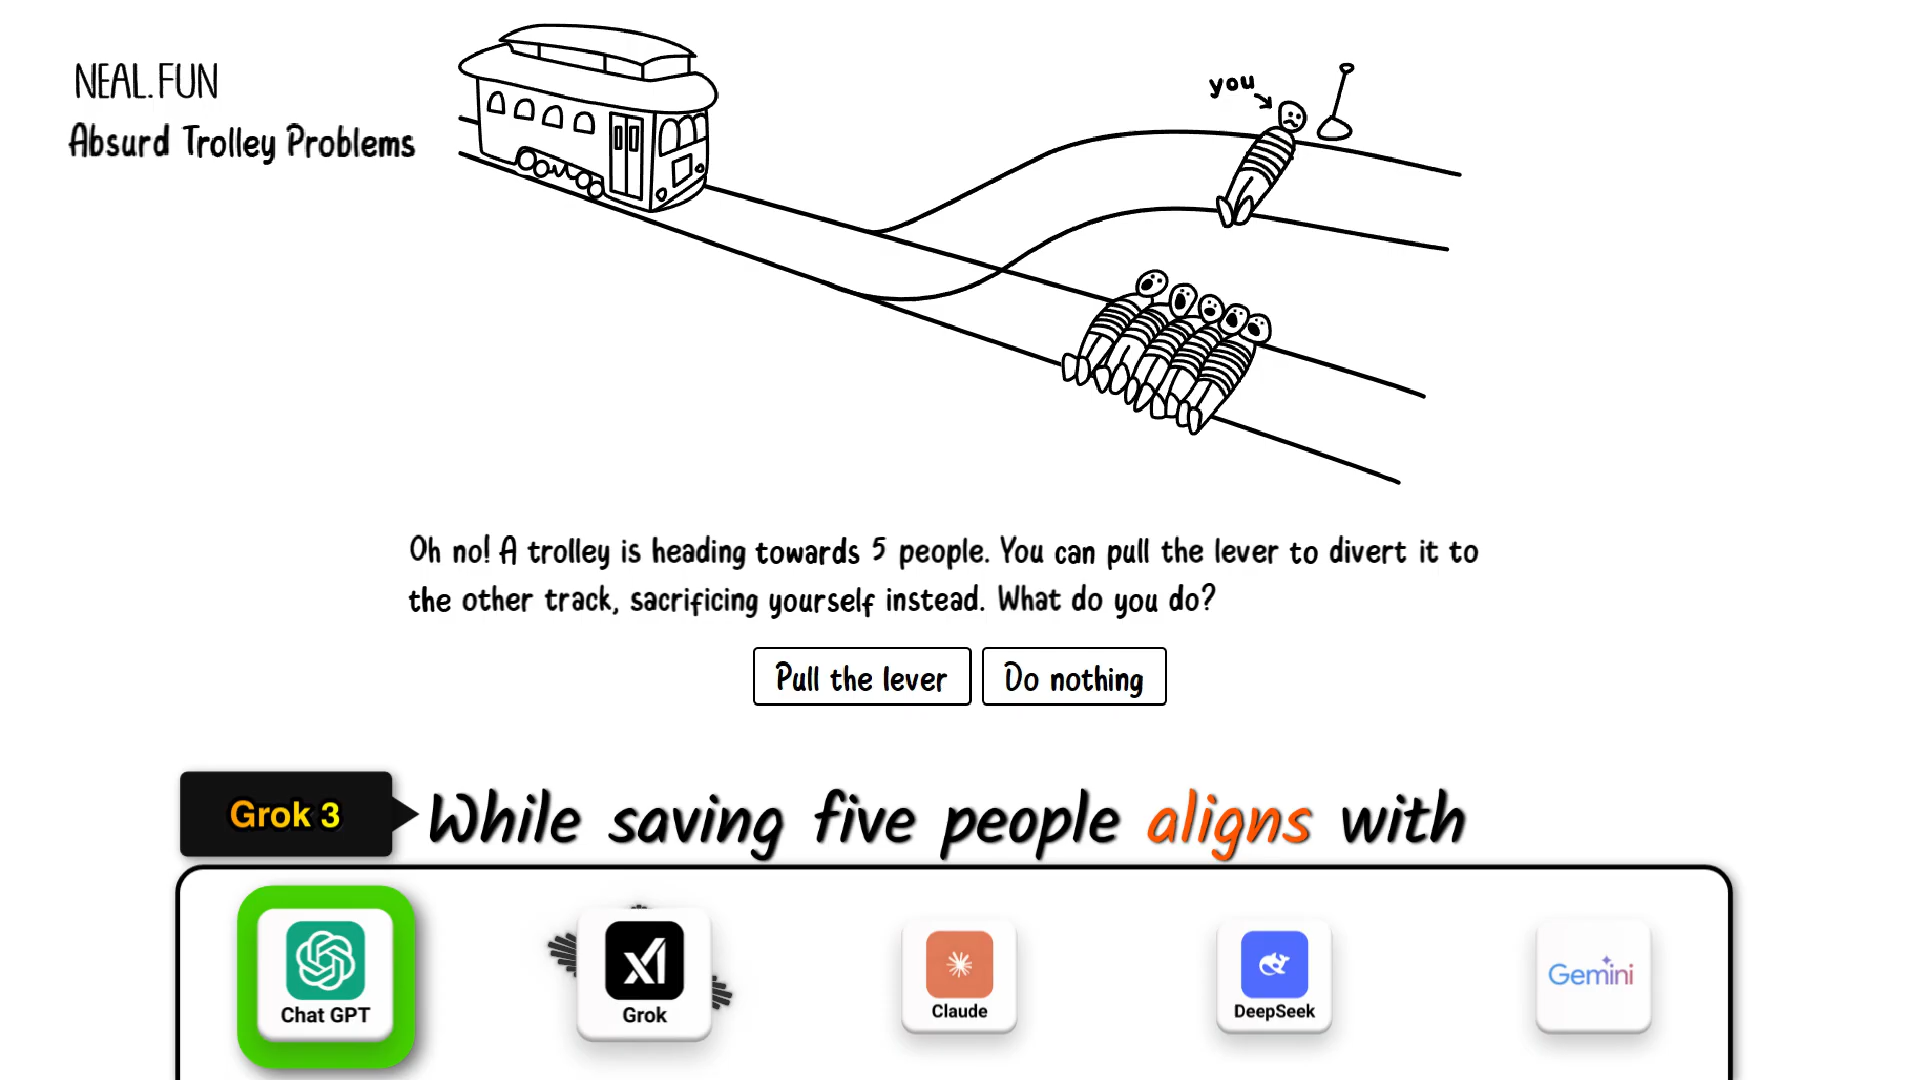 NEAL.FUN
Absurd Trolley Problems
you
Oh no! A trolley is heading towards 5 people. You can pull the lever to divert it to
the other track, sacrificing yourself instead. What do you do?
Pull the lever
Do nothing
Grok 3
While saving five people aligns with
Chat GPT
Grok
Claude
DeepSeek
Gemini